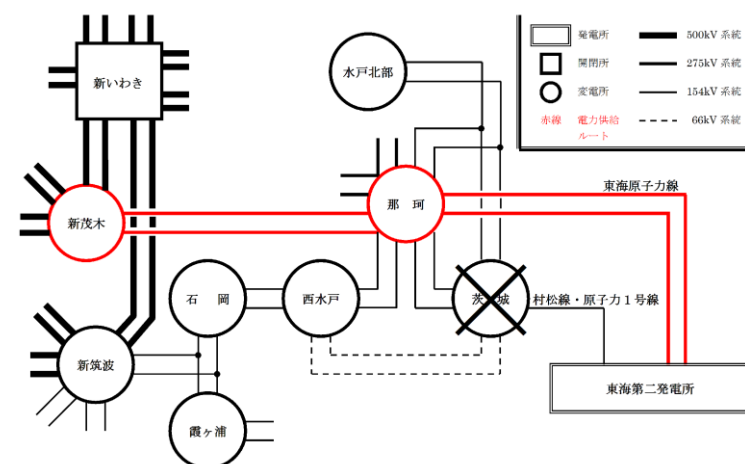 発電所
500kV 系統
開閉所
275kV 系統
変電所
154kV 系統
赤線 電力供給
ルート
66kV 系統
新いわき
水戸北部
東海原子力線
新茂木
那 珂
石 岡
西水戸
茨 城
村松線・原子力1号線
新筑波
東海第二発電所
霞ヶ浦